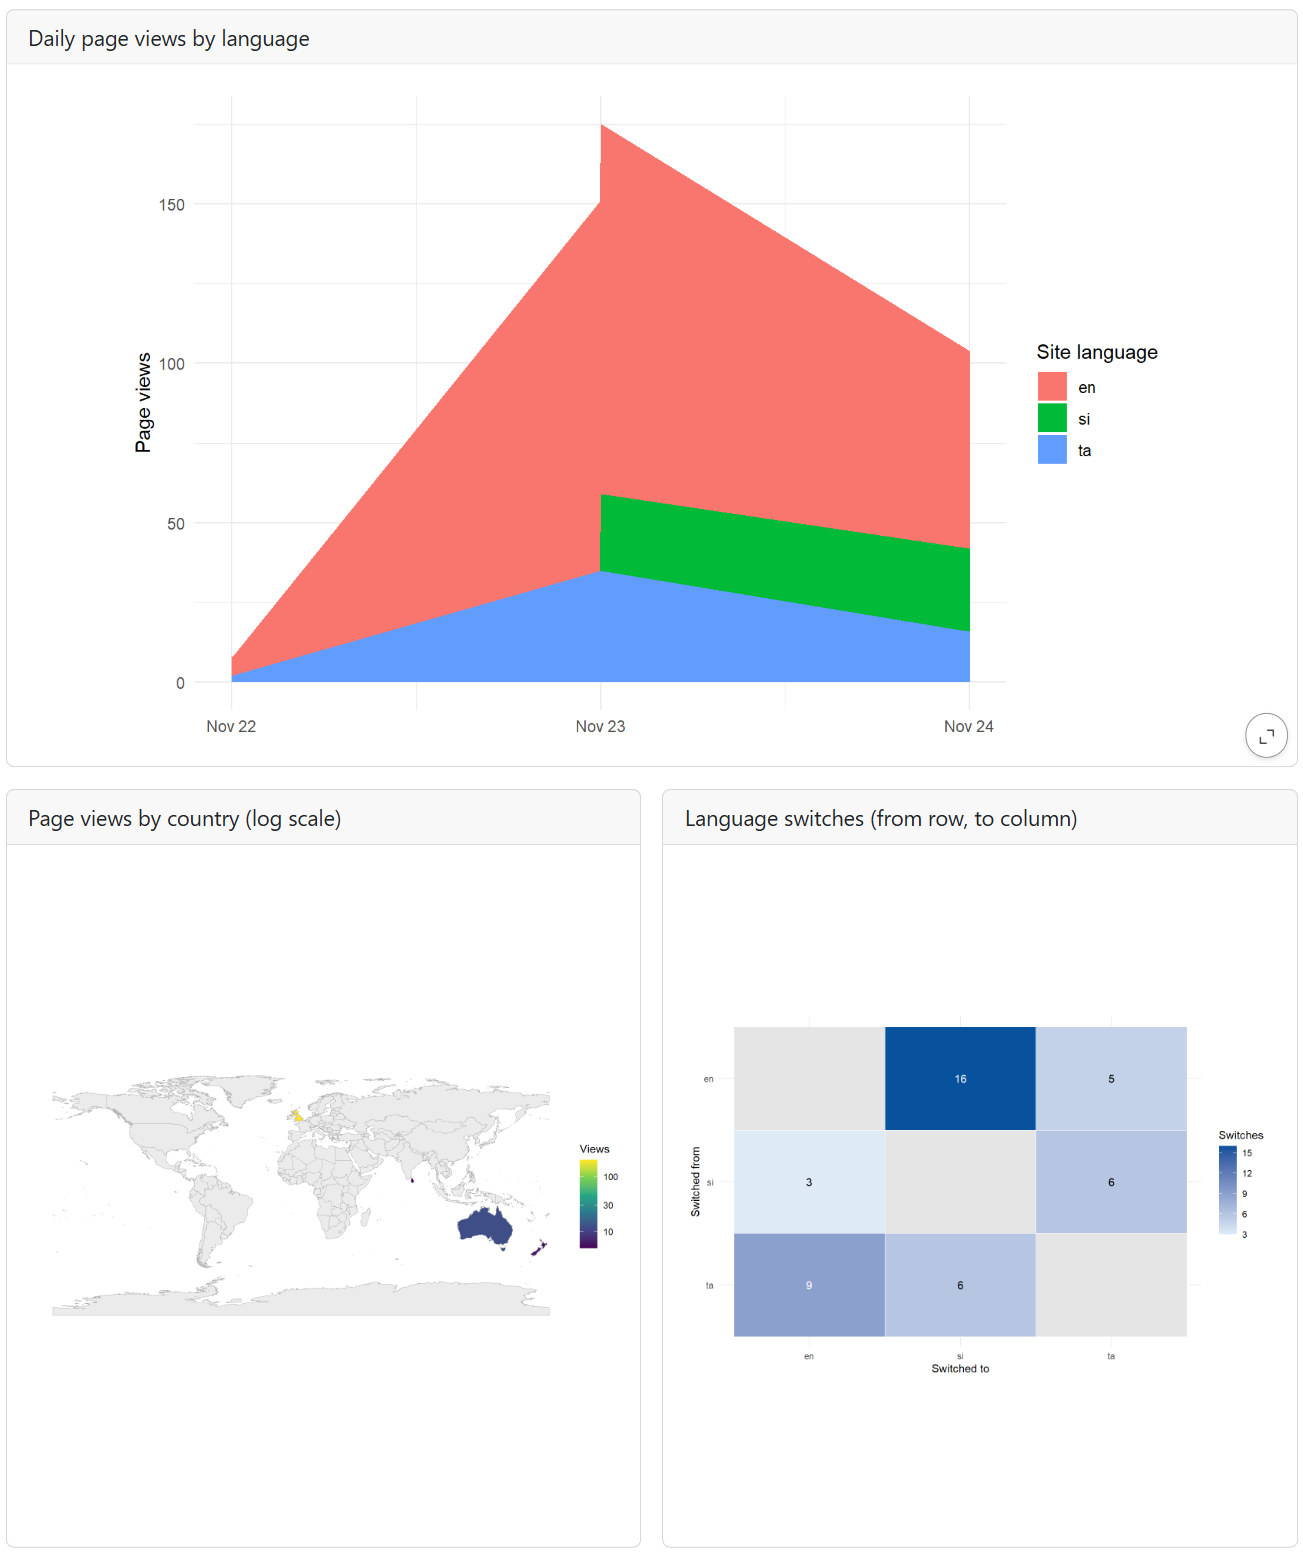 Daily page views by language
150
100
50
0
Page views
Nov 22
Nov 23
Nov 24
Site language
en
si
ta
Page views by country (log scale)
Views
100
30
10
Language switches (from row, to column)
Switched from
en
si
ta
16
5
3
6
9
6
en
si
ta
Switched to
Switches
15
12
9
6
3